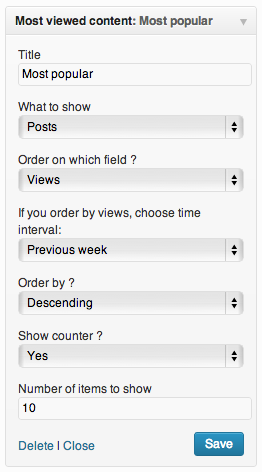 Most viewed content: Most popular
Title
Most popular
What to show
Posts
Order on which field ?
Views
If you order by views, choose time
interval:
Previous week
Order by ?
Descending
Show counter ?
Yes
Number of items to show
10
Delete | Close
Save